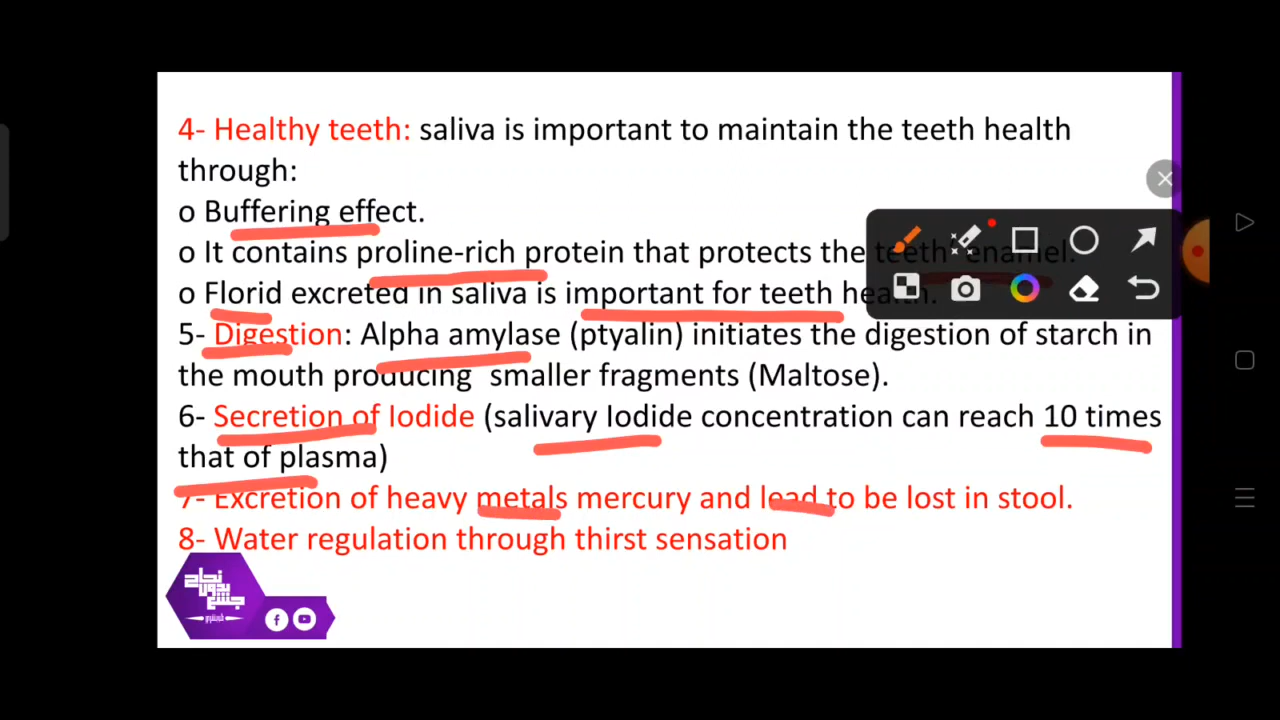 4- Healthy teeth: saliva is important to maintain the teeth health
through:
o Buffering effect.
o It contains proline-rich protein that protects the teeth' enamel.
o Florid excreted in saliva is important for teeth health.
5- Digestion: Alpha amylase (ptyalin) initiates the digestion of starch in
the mouth producing smaller fragments (Maltose).
6- Secretion of Iodide (salivary Iodide concentration can reach 10 times
that of plasma)
7- Excretion of heavy metals mercury and lead to be lost in stool.
8- Water regulation through thirst sensation
نجاح
بدون